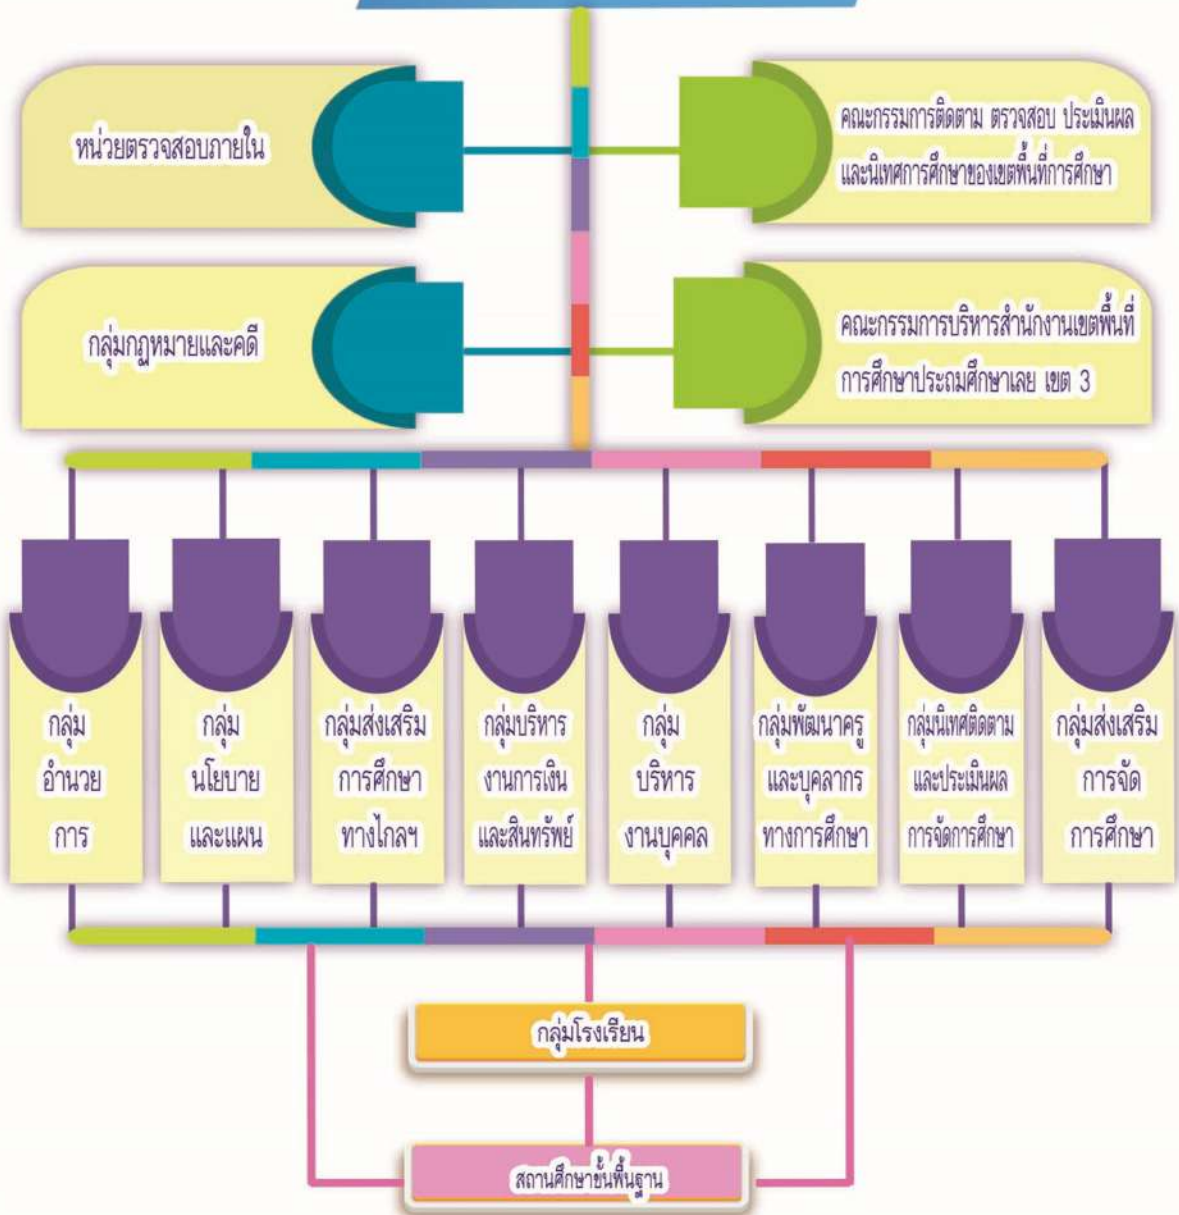 หน่วยตรวจสอบภายใน
คณะกรรมการติดตาม ตรวจสอบ ประเมินผล
และนิเทศการศึกษาของเขตพื้นที่การศึกษา
กลุ่มกฎหมายและคดี
คณะกรรมการบริหารสำนักงานเขตพื้นที่
การศึกษาประถมศึกษาเลย เขต 3
กลุ่ม
อำนวย
การ
กลุ่ม
นโยบาย
และแผน
กลุ่มส่งเสริม
การศึกษา
ทางไกลฯ
กลุ่มบริหาร
งานการเงิน
และสินทรัพย์
กลุ่ม
บริหาร
งานบุคคล
กลุ่มพัฒนาครู
และบุคลากร
ทางการศึกษา
กลุ่มนิเทศติดตาม
และประเมินผล
การจัดการศึกษา
กลุ่มส่งเสริม
การจัด
การศึกษา
กลุ่มโรงเรียน
สถานศึกษาขั้นพื้นฐาน